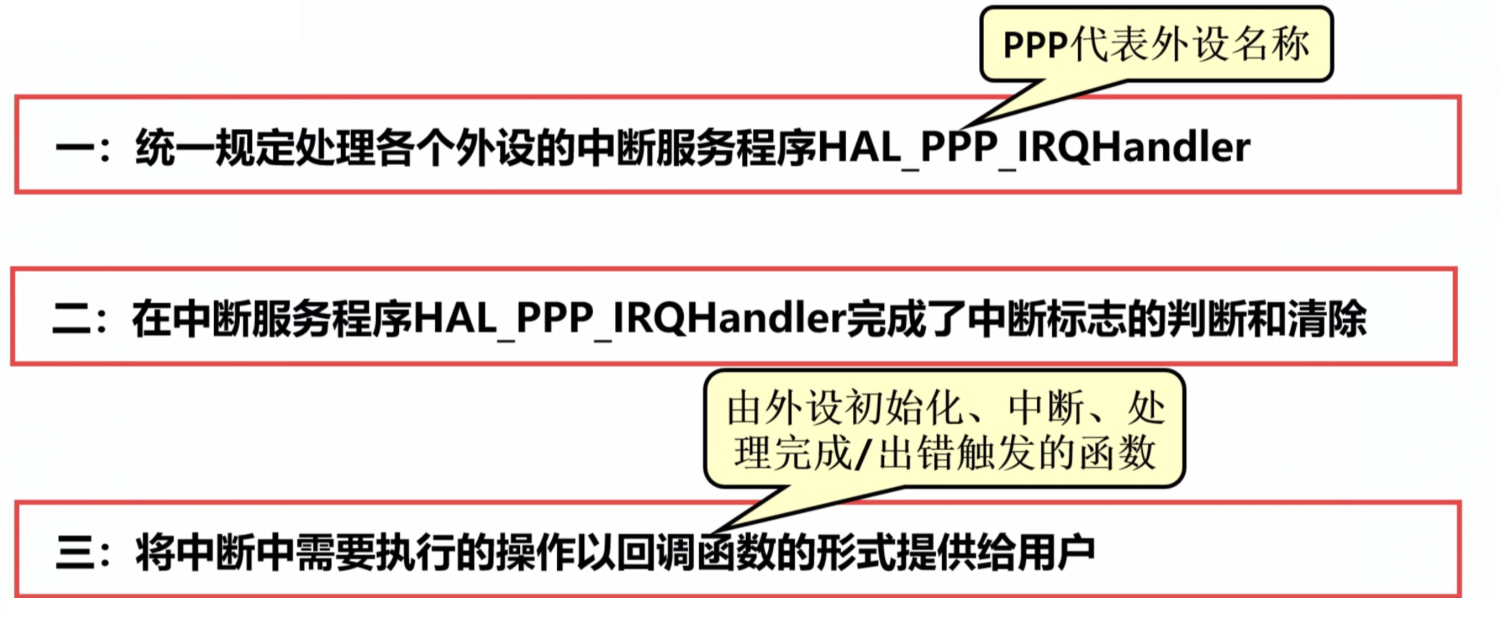 PPP代表外设名称
一：统一规定处理各个外设的中断服务程序HAL_PPP_IRQHandler
二：在中断服务程序HAL_PPP_IRQHandler完成了中断标志的判断和清除
由外设初始化、中断、处
理完成/出错触发的函数
三：将中断中需要执行的操作以回调函数的形式提供给用户